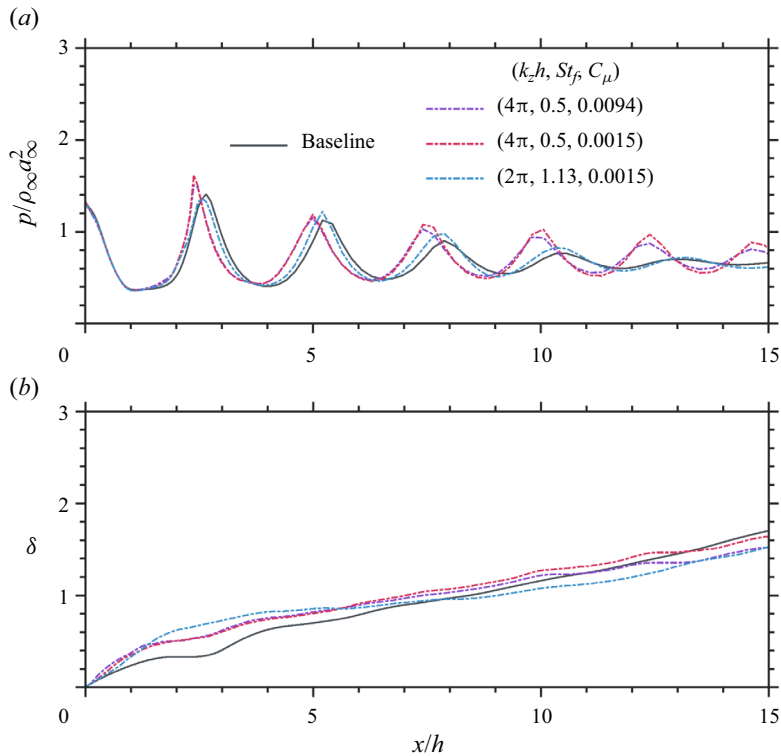 (a)
3
2
1
p/ρ∞a²∞
(k_z h, St_f, C_μ)
(4π, 0.5, 0.0094)
Baseline
(4π, 0.5, 0.0015)
(2π, 1.13, 0.0015)
0 5 10 15
(b)
3
2
δ
1
0 5 10 15
x/h